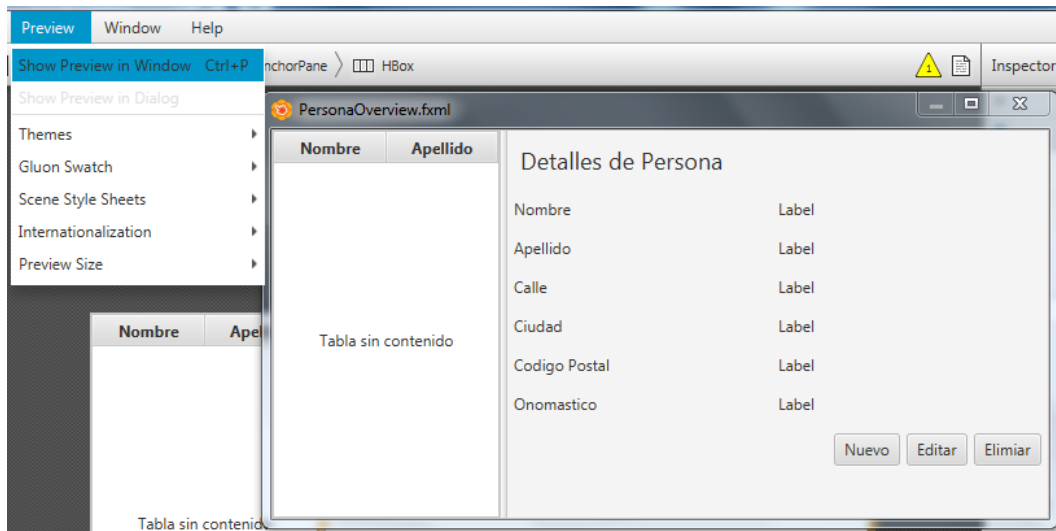 Preview Window Help
Show Preview in Window Ctrl+P
nchorPane HBox
1
Inspector
Show Preview in Dialog
Themes
Gluon Swatch
Scene Style Sheets
Internationalization
Preview Size
PersonaOverview.fxml
Nombre Apellido
Tabla sin contenido
Detalles de Persona
Nombre Label
Apellido Label
Calle Label
Ciudad Label
Codigo Postal Label
Onomastico Label
Nuevo Editar Elimiar
Nombre Apel
Tabla sin contenid